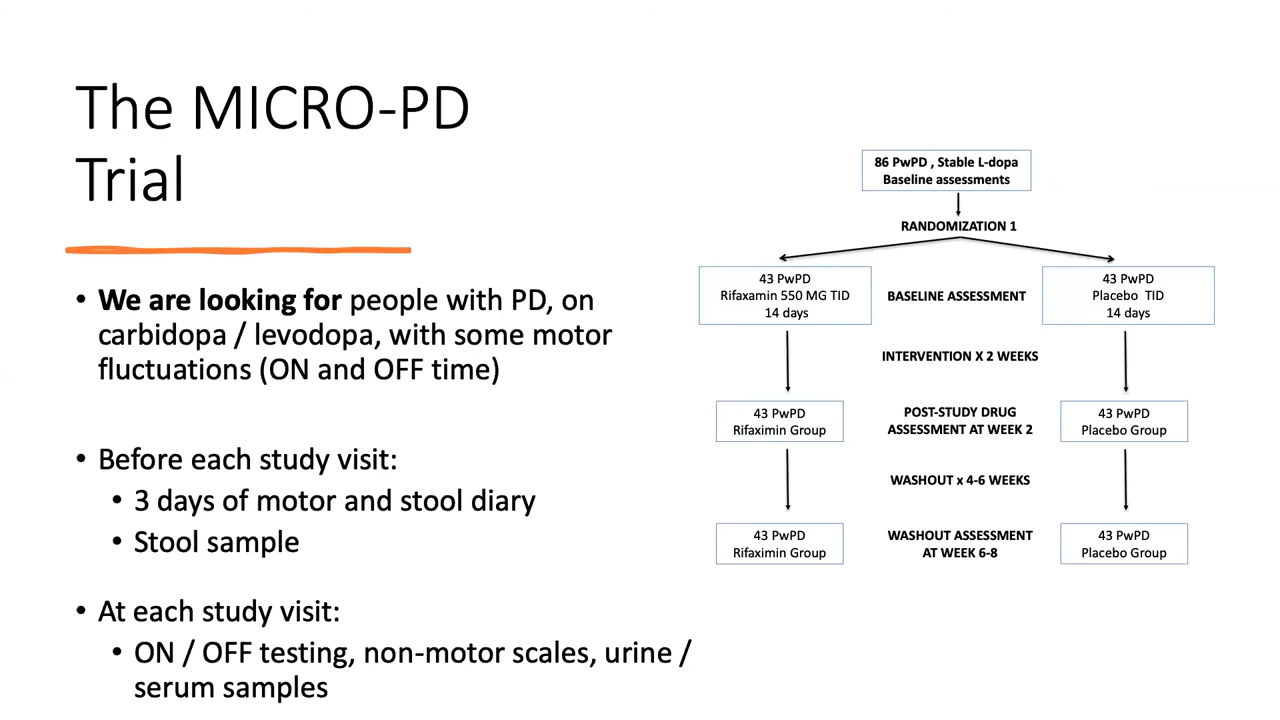 The MICRO-PD
Trial
• We are looking for people with PD, on
carbidopa / levodopa, with some motor
fluctuations (ON and OFF time)
• Before each study visit:
• 3 days of motor and stool diary
• Stool sample
• At each study visit:
• ON / OFF testing, non-motor scales, urine /
serum samples
86 PwPD , Stable L-dopa
Baseline assessments
RANDOMIZATION 1
43 PwPD
Rifaxamin 550 MG TID
14 days
BASELINE ASSESSMENT
43 PwPD
Placebo TID
14 days
INTERVENTION X 2 WEEKS
43 PwPD
Rifaximin Group
POST-STUDY DRUG
ASSESSMENT AT WEEK 2
43 PwPD
Placebo Group
WASHOUT x 4-6 WEEKS
43 PwPD
Rifaximin Group
WASHOUT ASSESSMENT
AT WEEK 6-8
43 PwPD
Placebo Group